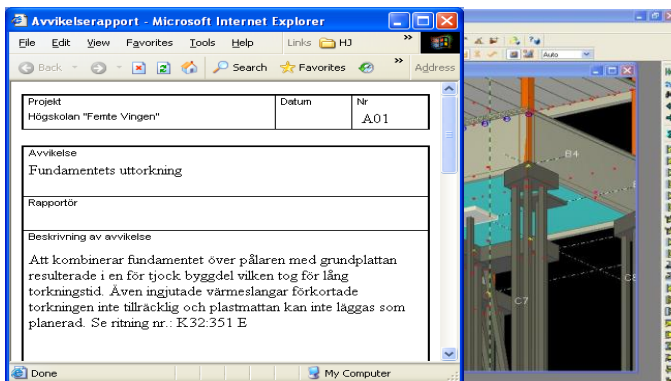 Avvikelserapport - Microsoft Internet Explorer
File Edit View Favorites Tools Help Links HJ »
Back Search Favorites » Address
Projekt Datum Nr
Högskolan "Femte Vingen" A01
Avvikelse
Fundamentets uttorkning
Rapportör
Beskrivning av avvikelse
Att kombinerar fundamentet över pålaren med grundplattan
resulterade i en för tjock byggdel vilken tog för lång
torkningstid. Även ingjutade värmeslangar förkortade
torkningen inte tillräcklig och plastmattan kan inte läggas som
planerad. Se ritning nr.: K32:351 E
Done My Computer
Auto
B4
C8
C7